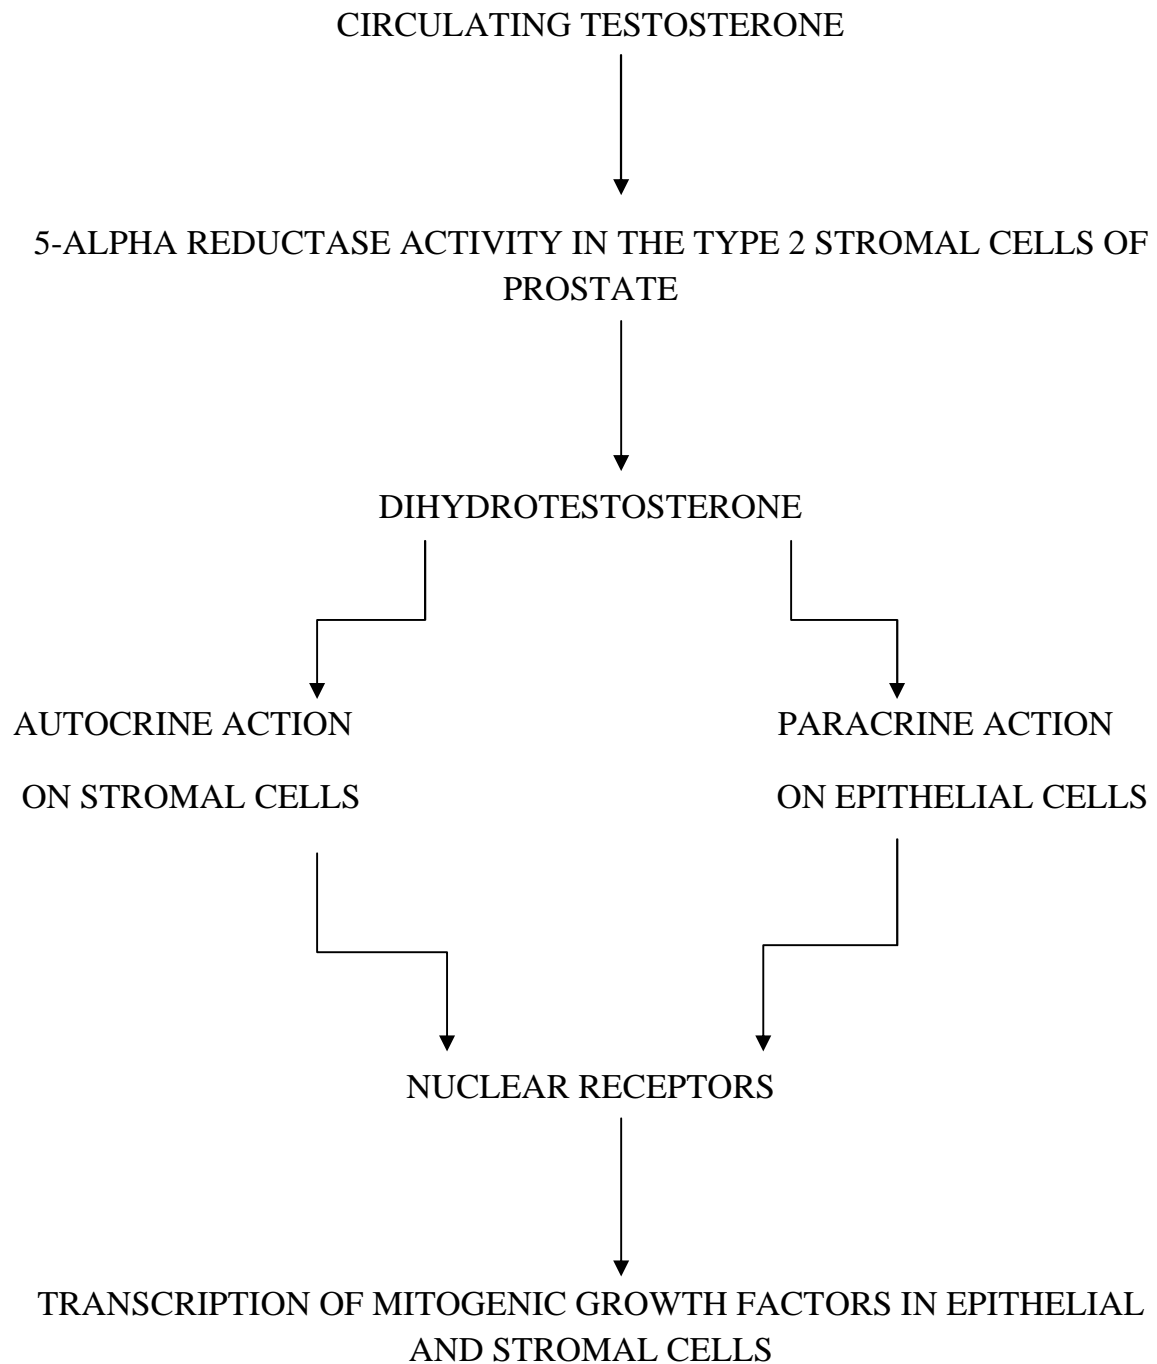 CIRCULATING TESTOSTERONE
5-ALPHA REDUCTASE ACTIVITY IN THE TYPE 2 STROMAL CELLS OF
PROSTATE
DIHYDROTESTOSTERONE
AUTOCRINE ACTION
ON STROMAL CELLS
PARACRINE ACTION
ON EPITHELIAL CELLS
NUCLEAR RECEPTORS
TRANSCRIPTION OF MITOGENIC GROWTH FACTORS IN EPITHELIAL
AND STROMAL CELLS